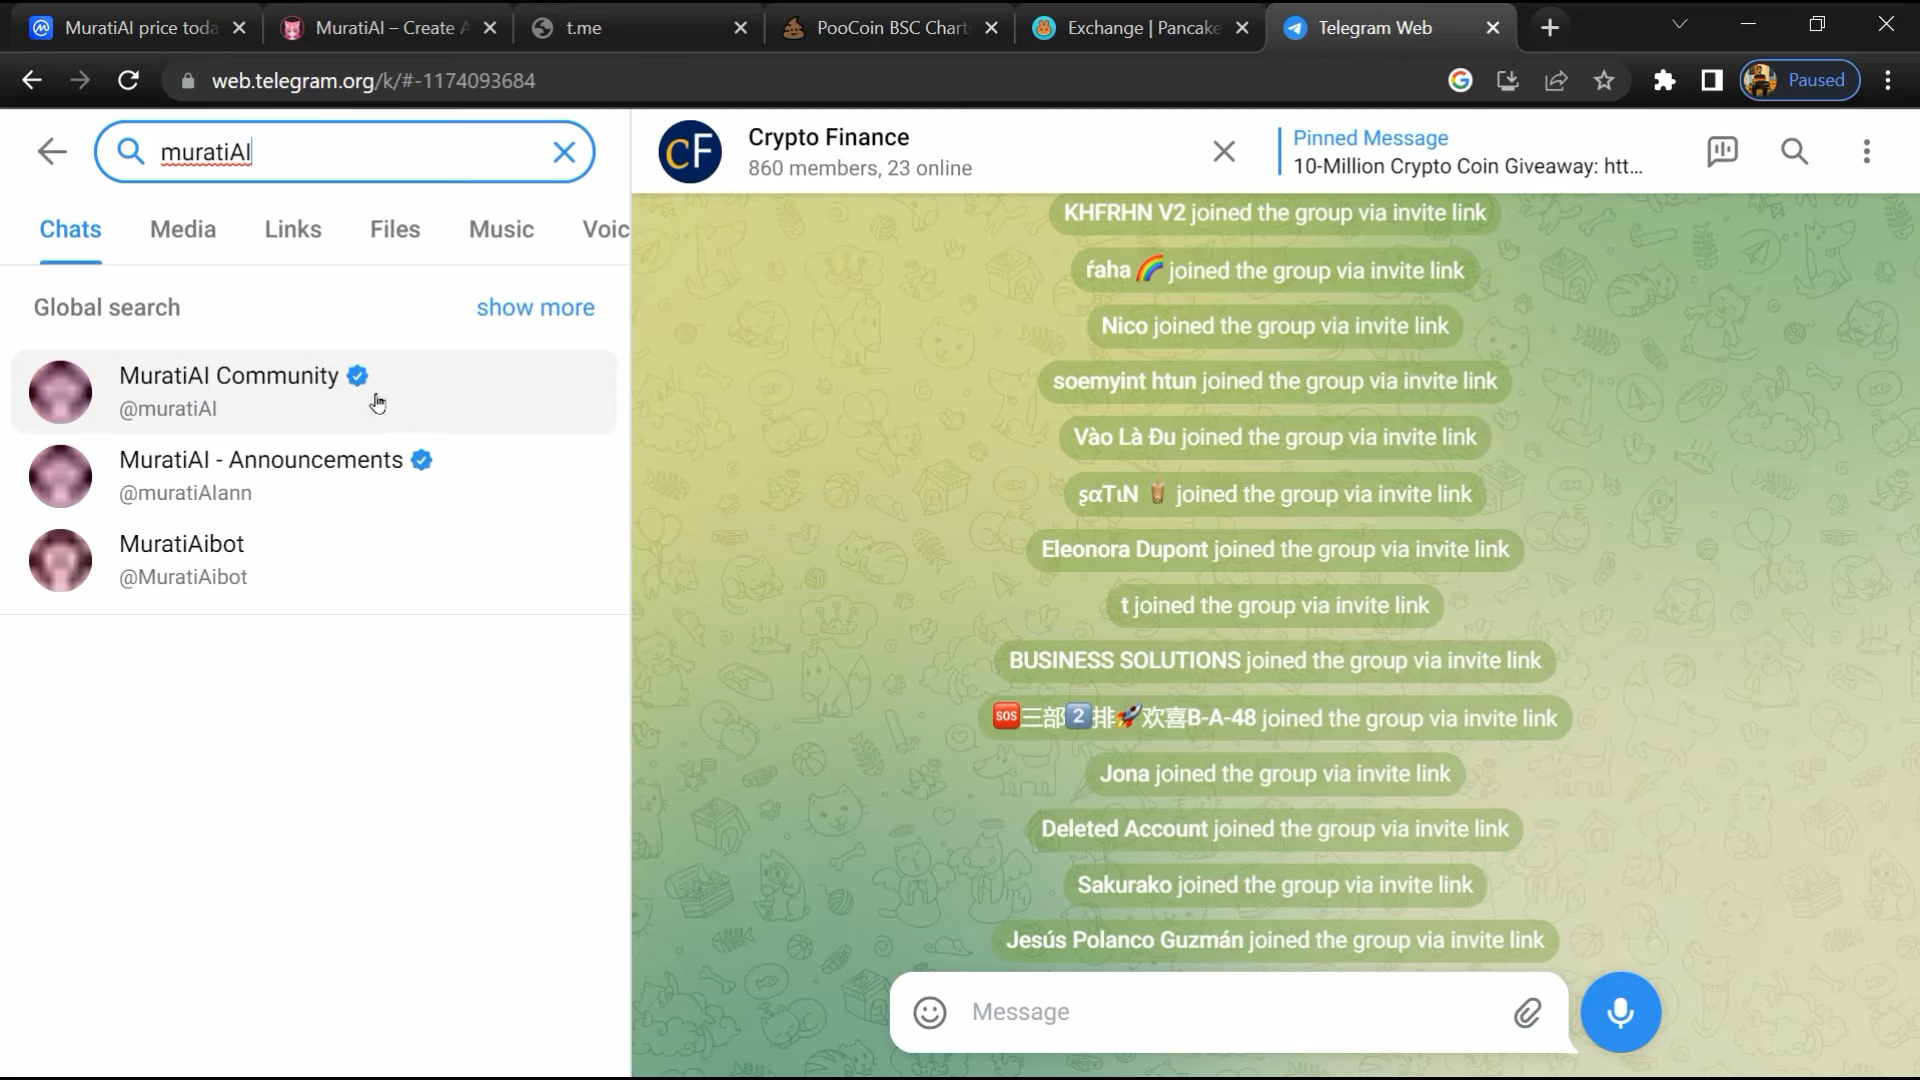 MuratiAI price toda
MuratiAI – Create A
t.me
PooCoin BSC Chart
Exchange | Pancake
Telegram Web
web.telegram.org/k/#-1174093684
Paused
muratiAI
Chats Media Links Files Music Voic
Global search show more
MuratiAI Community
@muratiAI
MuratiAI - Announcements
@muratiAIann
MuratiAibot
@MuratiAibot
CF
Crypto Finance
860 members, 23 online
Pinned Message
10-Million Crypto Coin Giveaway: htt...
KHFRHN V2 joined the group via invite link
ŕaha 🌈 joined the group via invite link
Nico joined the group via invite link
soemyint htun joined the group via invite link
Vào Là Đu joined the group via invite link
şαTιN 🧋 joined the group via invite link
Eleonora Dupont joined the group via invite link
t joined the group via invite link
BUSINESS SOLUTIONS joined the group via invite link
🆘三部2️⃣排🚀欢喜B-A-48 joined the group via invite link
Jona joined the group via invite link
Deleted Account joined the group via invite link
Sakurako joined the group via invite link
Jesús Polanco Guzmán joined the group via invite link
Message